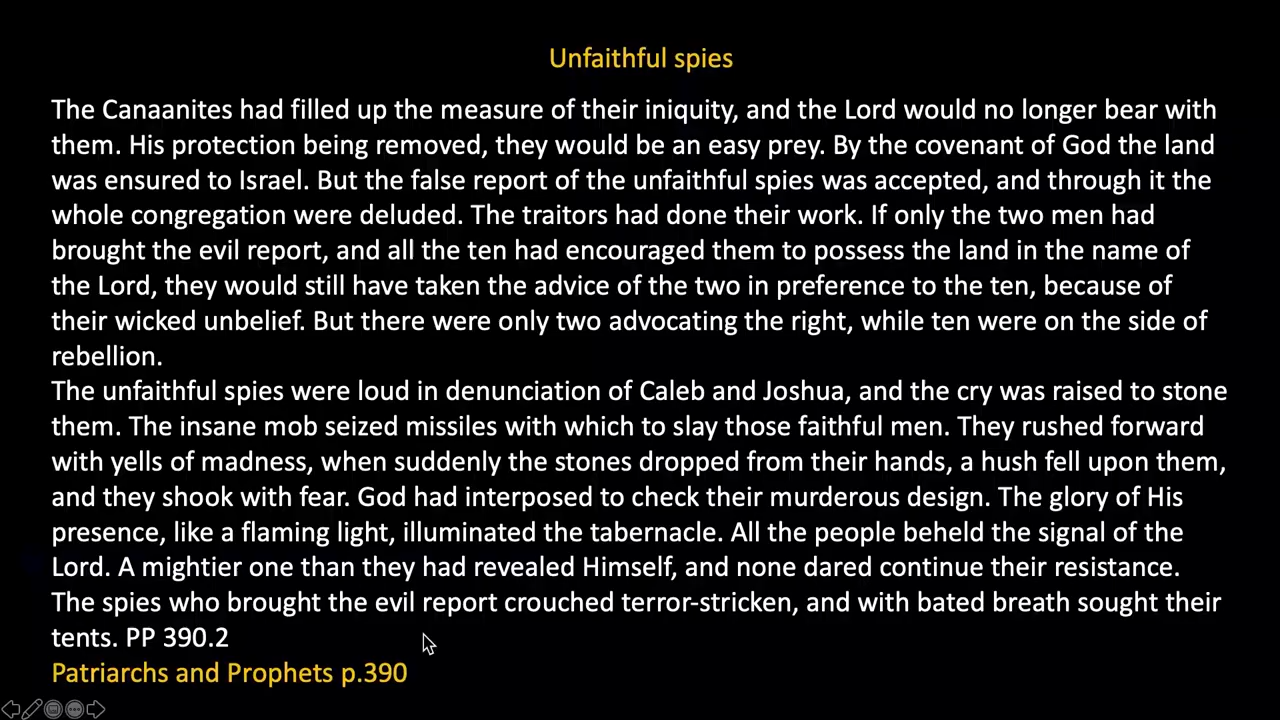 Unfaithful spies
The Canaanites had filled up the measure of their iniquity, and the Lord would no longer bear with
them. His protection being removed, they would be an easy prey. By the covenant of God the land
was ensured to Israel. But the false report of the unfaithful spies was accepted, and through it the
whole congregation were deluded. The traitors had done their work. If only the two men had
brought the evil report, and all the ten had encouraged them to possess the land in the name of
the Lord, they would still have taken the advice of the two in preference to the ten, because of
their wicked unbelief. But there were only two advocating the right, while ten were on the side of
rebellion.
The unfaithful spies were loud in denunciation of Caleb and Joshua, and the cry was raised to stone
them. The insane mob seized missiles with which to slay those faithful men. They rushed forward
with yells of madness, when suddenly the stones dropped from their hands, a hush fell upon them,
and they shook with fear. God had interposed to check their murderous design. The glory of His
presence, like a flaming light, illuminated the tabernacle. All the people beheld the signal of the
Lord. A mightier one than they had revealed Himself, and none dared continue their resistance.
The spies who brought the evil report crouched terror-stricken, and with bated breath sought their
tents. PP 390.2
Patriarchs and Prophets p.390